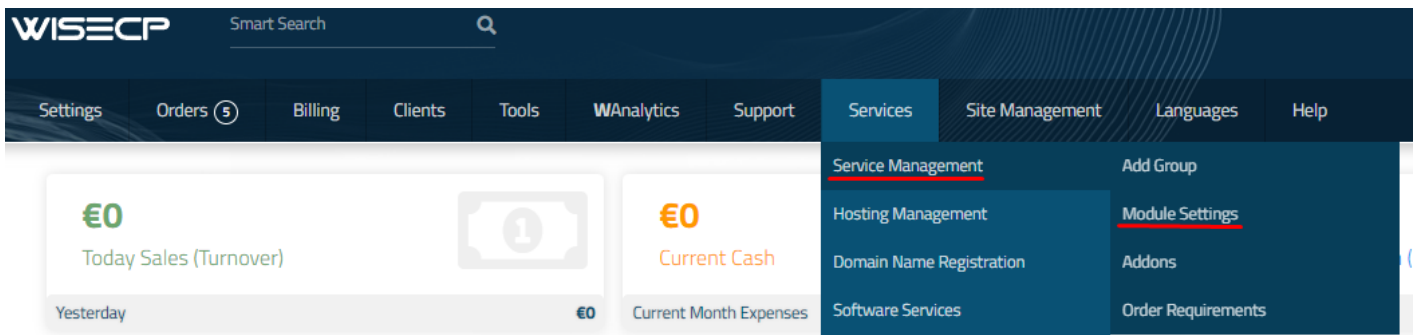 WISECP
Smart Search
Settings
Orders 5
Billing
Clients
Tools
WAnalytics
Support
Services
Site Management
Languages
Help
Service Management
Add Group
Hosting Management
Module Settings
Domain Name Registration
Addons
Software Services
Order Requirements
€0
Today Sales (Turnover)
Yesterday
€0
€0
Current Cash
Current Month Expenses